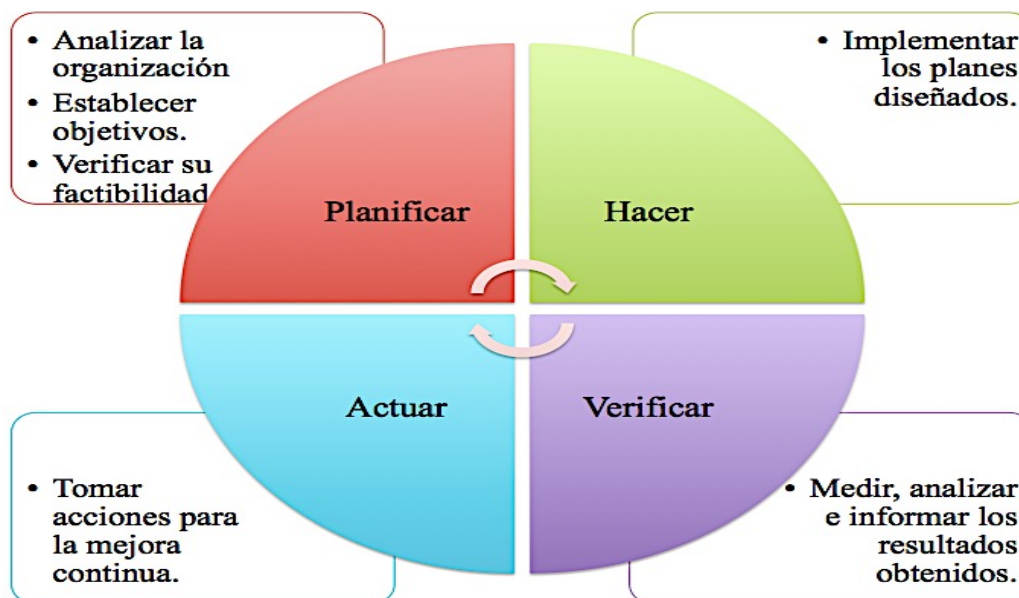 • Analizar la
organización
• Establecer
objetivos.
• Verificar su
factibilidad
Planificar
• Implementar
los planes
diseñados.
Hacer
Actuar
• Tomar
acciones para
la mejora
continua.
Verificar
• Medir, analizar
e informar los
resultados
obtenidos.